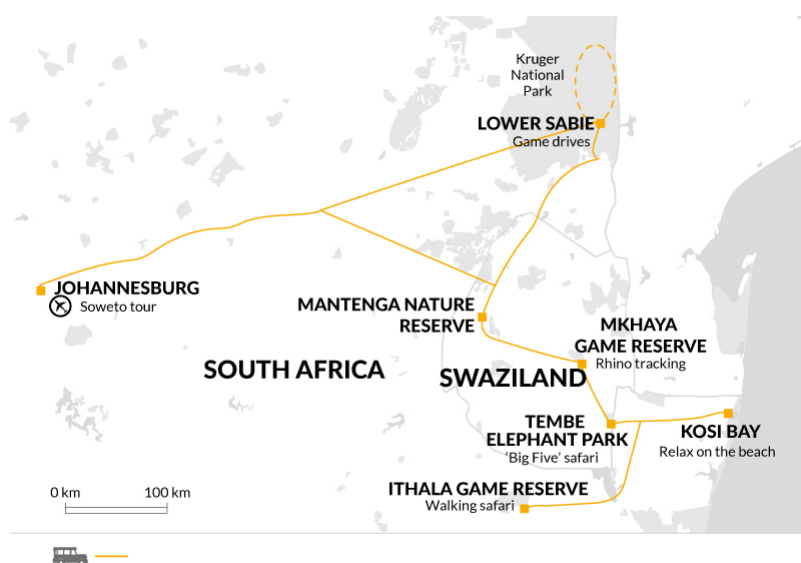 Kruger
National
Park
LOWER SABIE
Game drives
JOHANNESBURG
Soweto tour
MANTENGA NATURE
RESERVE
MKHAYA
GAME RESERVE
Rhino tracking
SOUTH AFRICA
SWAZILAND
TEMBE
ELEPHANT PARK
'Big Five' safari
KOSI BAY
Relax on the beach
ITHALA GAME RESERVE
Walking safari
0 km 100 km